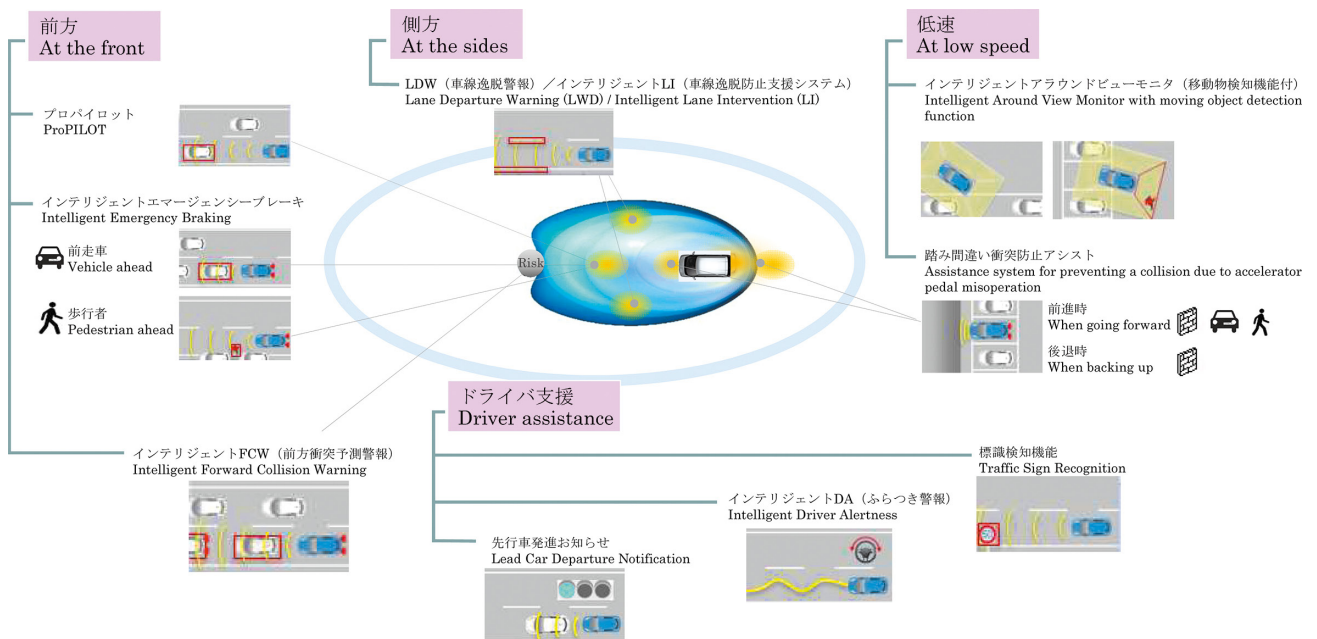 前方
At the front
プロパイロット
ProPILOT
インテリジェントエマージェンシーブレーキ
Intelligent Emergency Braking
前走車
Vehicle ahead
歩行者
Pedestrian ahead
インテリジェントFCW（前方衝突予測警報）
Intelligent Forward Collision Warning
側方
At the sides
LDW（車線逸脱警報）／インテリジェントLI（車線逸脱防止支援システム）
Lane Departure Warning (LWD) / Intelligent Lane Intervention (LI)
Risk
低速
At low speed
インテリジェントアラウンドビューモニタ（移動物検知機能付）
Intelligent Around View Monitor with moving object detection
function
踏み間違い衝突防止アシスト
Assistance system for preventing a collision due to accelerator
pedal misoperation
前進時
When going forward
後退時
When backing up
ドライバ支援
Driver assistance
標識検知機能
Traffic Sign Recognition
50
インテリジェントDA（ふらつき警報）
Intelligent Driver Alertness
先行車発進お知らせ
Lead Car Departure Notification